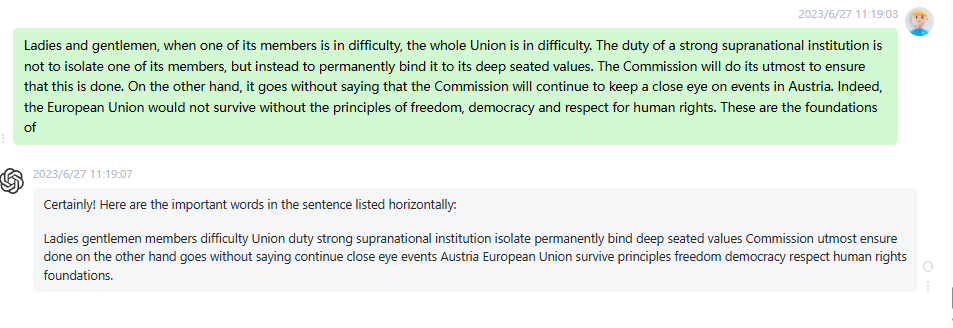 2023/6/27 11:19:03
Ladies and gentlemen, when one of its members is in difficulty, the whole Union is in difficulty. The duty of a strong supranational institution is
not to isolate one of its members, but instead to permanently bind it to its deep seated values. The Commission will do its utmost to ensure
that this is done. On the other hand, it goes without saying that the Commission will continue to keep a close eye on events in Austria. Indeed,
the European Union would not survive without the principles of freedom, democracy and respect for human rights. These are the foundations
of
2023/6/27 11:19:07
Certainly! Here are the important words in the sentence listed horizontally:
Ladies gentlemen members difficulty Union duty strong supranational institution isolate permanently bind deep seated values Commission utmost ensure
done on the other hand goes without saying continue close eye events Austria European Union survive principles freedom democracy respect human rights
foundations.